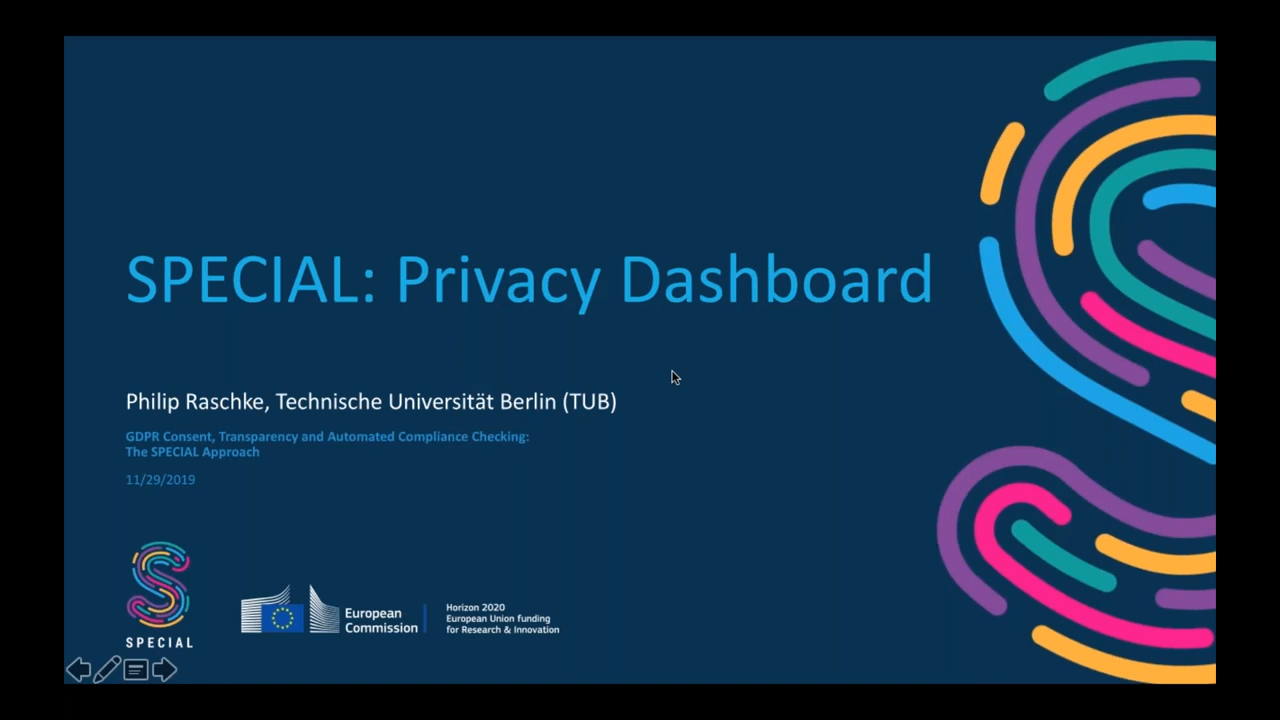 SPECIAL: Privacy Dashboard
Philip Raschke, Technische Universität Berlin (TUB)
GDPR Consent, Transparency and Automated Compliance Checking:
The SPECIAL Approach
11/29/2019
SPECIAL
European
Commission
Horizon 2020
European Union funding
for Research & Innovation